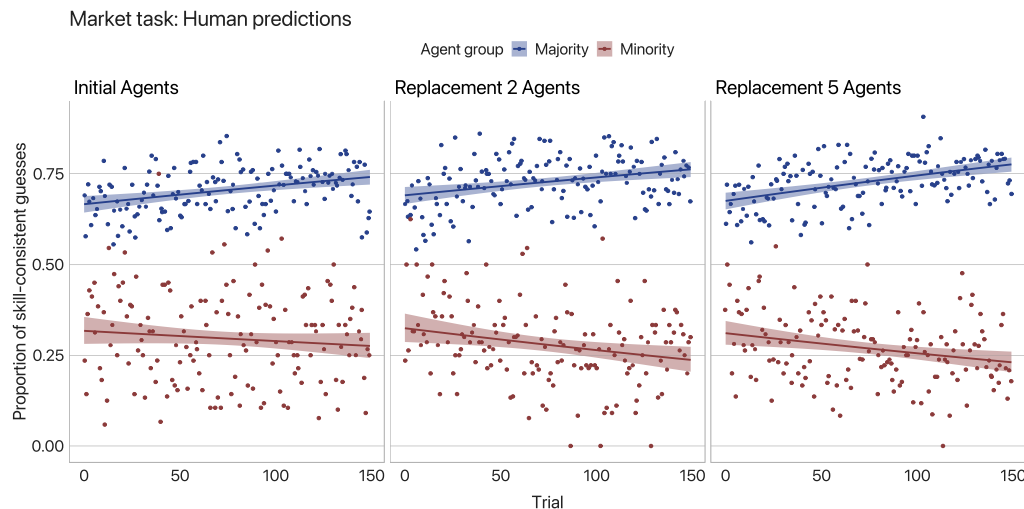 Market task: Human predictions
Agent group Majority Minority
Initial Agents Replacement 2 Agents Replacement 5 Agents
Proportion of skill-consistent guesses
0.75
0.50
0.25
0.00
0 50 100 150 0 50 100 150 0 50 100 150
Trial